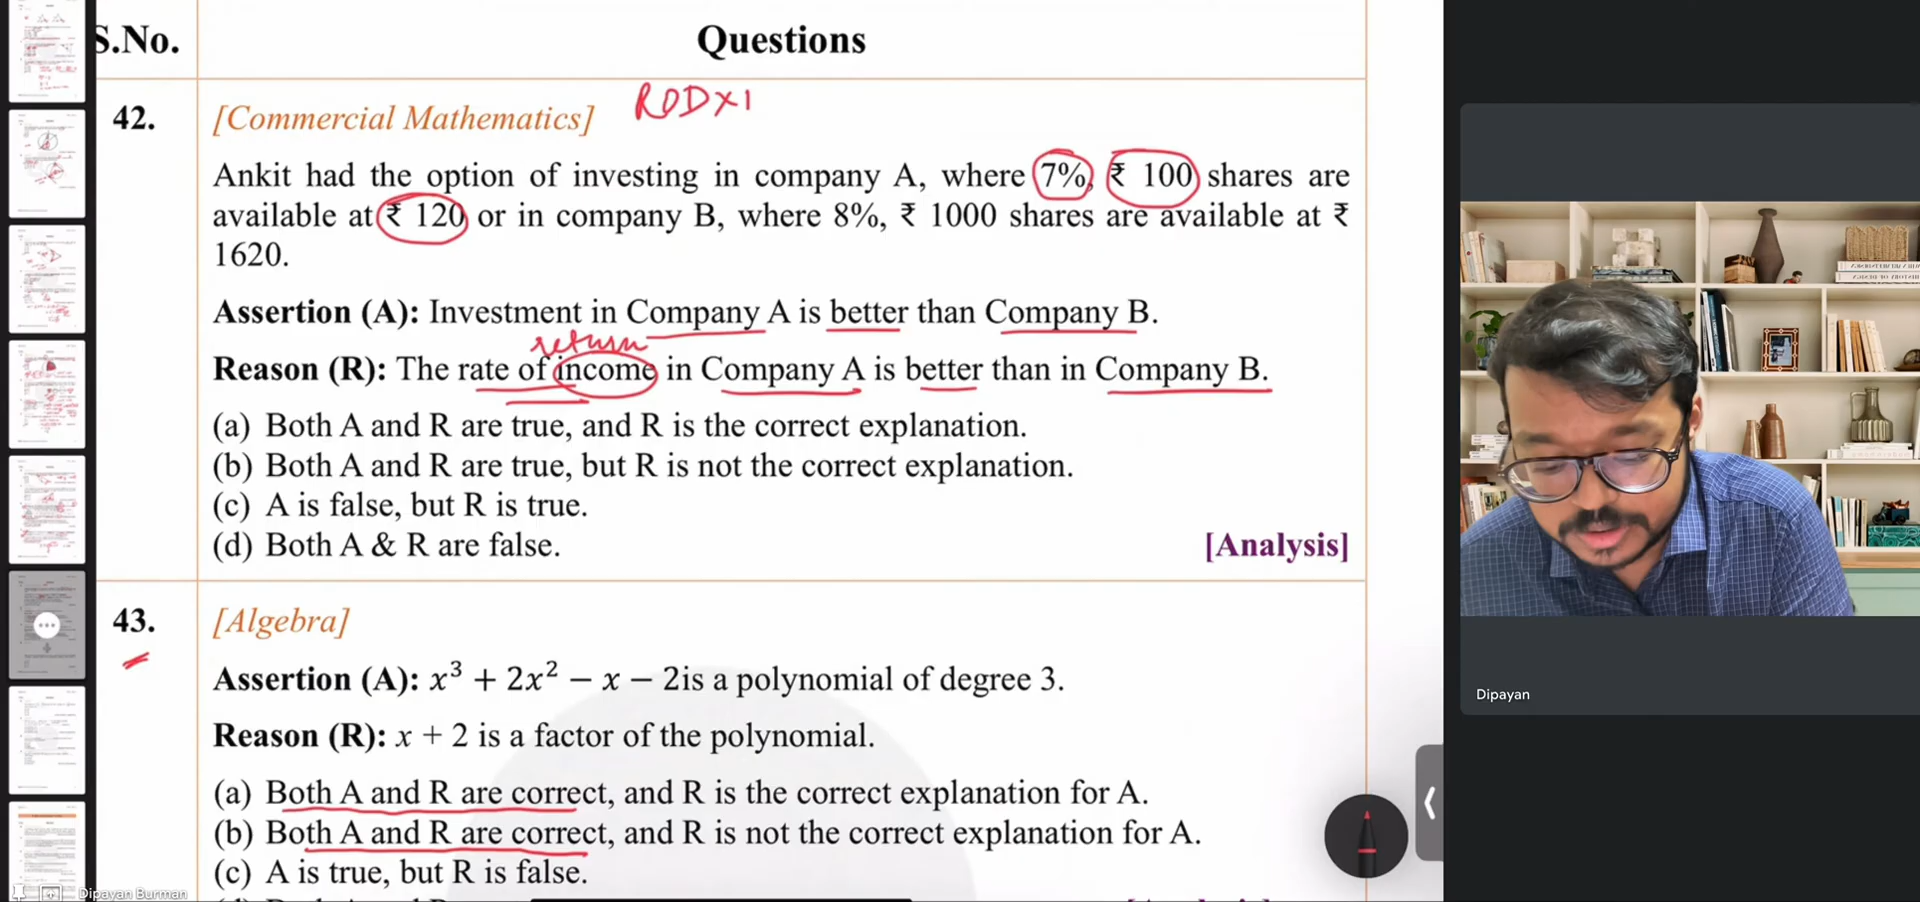 S.No.
Questions
42.
[Commercial Mathematics]
ROD×1
Ankit had the option of investing in company A, where 7%, ₹ 100 shares are
available at ₹ 120 or in company B, where 8%, ₹ 1000 shares are available at ₹
1620.
Assertion (A): Investment in Company A is better than Company B.
return
Reason (R): The rate of income in Company A is better than in Company B.
(a) Both A and R are true, and R is the correct explanation.
(b) Both A and R are true, but R is not the correct explanation.
(c) A is false, but R is true.
(d) Both A & R are false.
[Analysis]
43.
[Algebra]
Assertion (A): x³ + 2x² − x − 2is a polynomial of degree 3.
Reason (R): x + 2 is a factor of the polynomial.
(a) Both A and R are correct, and R is the correct explanation for A.
(b) Both A and R are correct, and R is not the correct explanation for A.
(c) A is true, but R is false.
Dipayan
Dipayan Burman